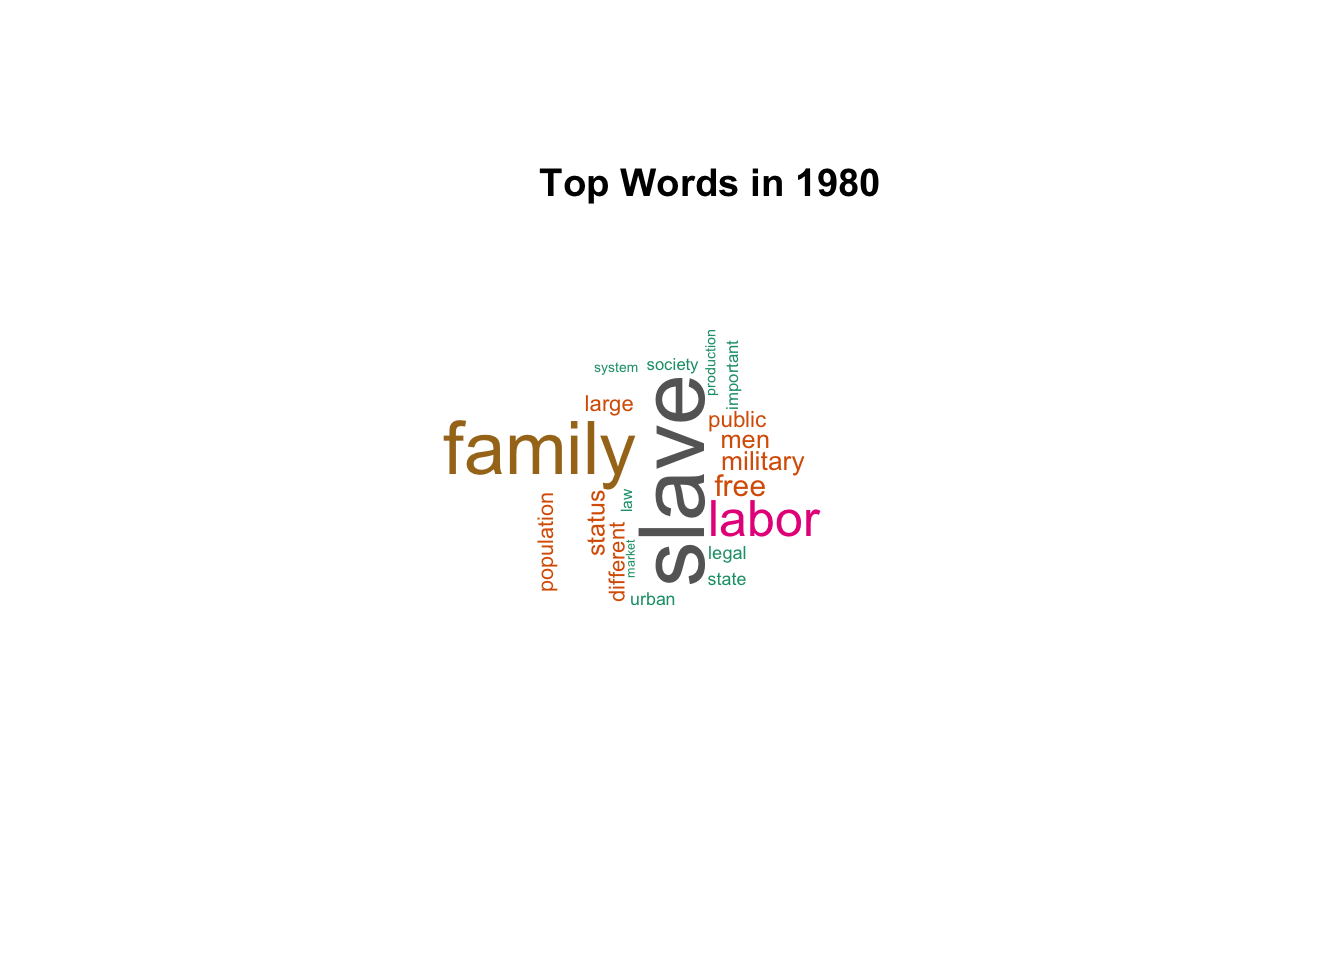 Top Words in 1980
production
important
society
system
slave
large
public
family
men
military
free
status
law
population
labor
different
market
legal
state
urban